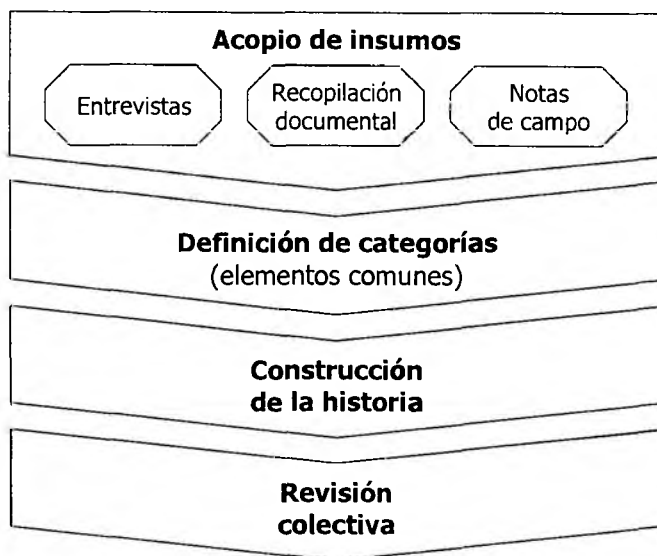 Acopio de insumos
Entrevistas
Recopilación
documental
Notas
de campo
Definición de categorías
(elementos comunes)
Construcción
de la historia
Revisión
colectiva